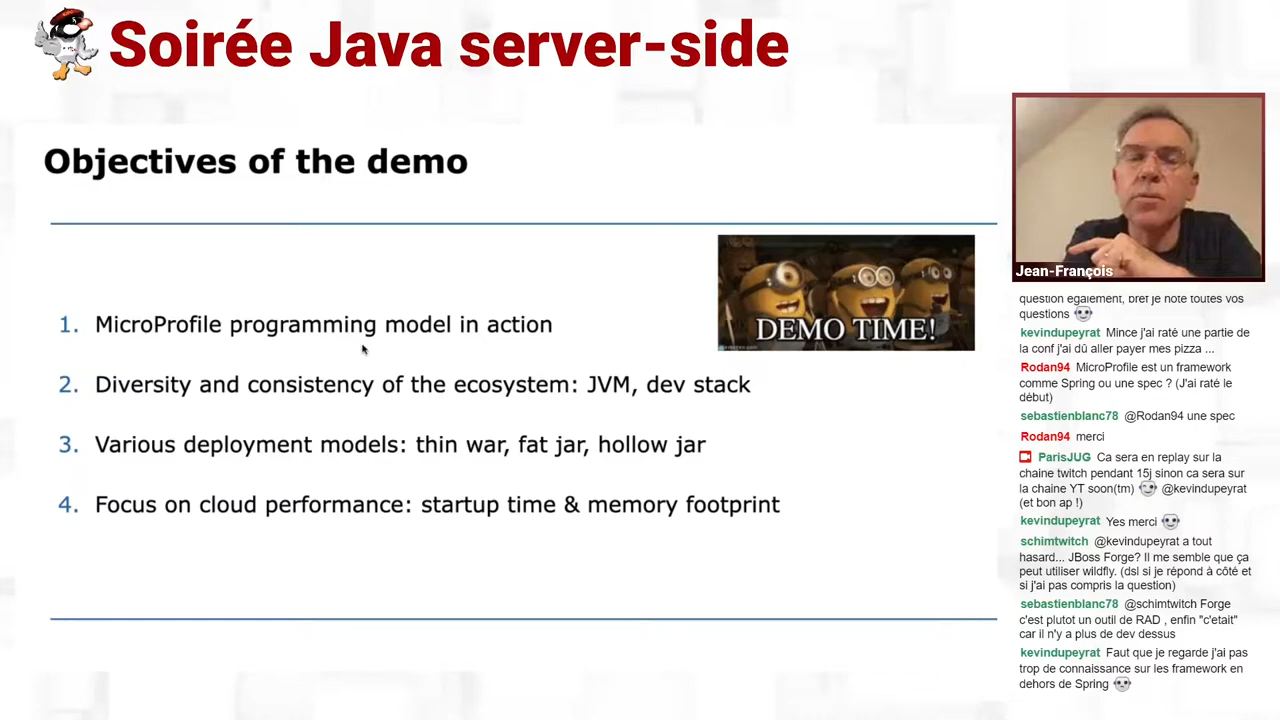 Soirée Java server-side
Objectives of the demo
DEMO TIME!
1. MicroProfile programming model in action
2. Diversity and consistency of the ecosystem: JVM, dev stack
3. Various deployment models: thin war, fat jar, hollow jar
4. Focus on cloud performance: startup time & memory footprint
Jean-François
question également, bref je note toutes vos
questions
kevindupeyrat Mince j'ai raté une partie de
la conf j'ai dû aller payer mes pizza ...
Rodan94 MicroProfile est un framework
comme Spring ou une spec ? (J'ai raté le
début)
sebastienblanc78 @Rodan94 une spec
Rodan94 merci
ParisJUG Ca sera en replay sur la
chaine twitch pendant 15j sinon ca sera sur
la chaine YT soon(tm) @kevindupeyrat
(et bon ap !)
kevindupeyrat Yes merci
schimtwitch @kevindupeyrat a tout
hasard... JBoss Forge? Il me semble que ça
peut utiliser wildfly. (dsl si je répond à côté et
si j'ai pas compris la question)
sebastienblanc78 @schimtwitch Forge
c'est plutot un outil de RAD , enfin "c'etait"
car il n'y a plus de dev dessus
kevindupeyrat Faut que je regarde j'ai pas
trop de connaissance sur les framework en
dehors de Spring